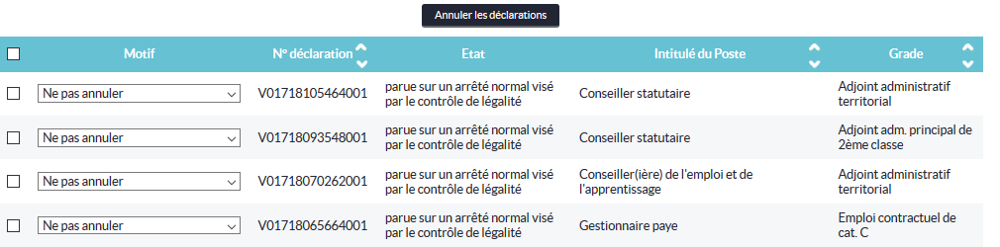 Annuler les déclarations
Motif N° déclaration Etat Intitulé du Poste Grade
Ne pas annuler V01718105464001 parue sur un arrêté normal visé par le contrôle de légalité Conseiller statutaire Adjoint administratif territorial
Ne pas annuler V01718093548001 parue sur un arrêté normal visé par le contrôle de légalité Conseiller statutaire Adjoint adm. principal de 2ème classe
Ne pas annuler V01718070262001 parue sur un arrêté normal visé par le contrôle de légalité Conseiller(ière) de l'emploi et de l'apprentissage Adjoint administratif territorial
Ne pas annuler V01718065664001 parue sur un arrêté normal visé par le contrôle de légalité Gestionnaire paye Emploi contractuel de cat. C